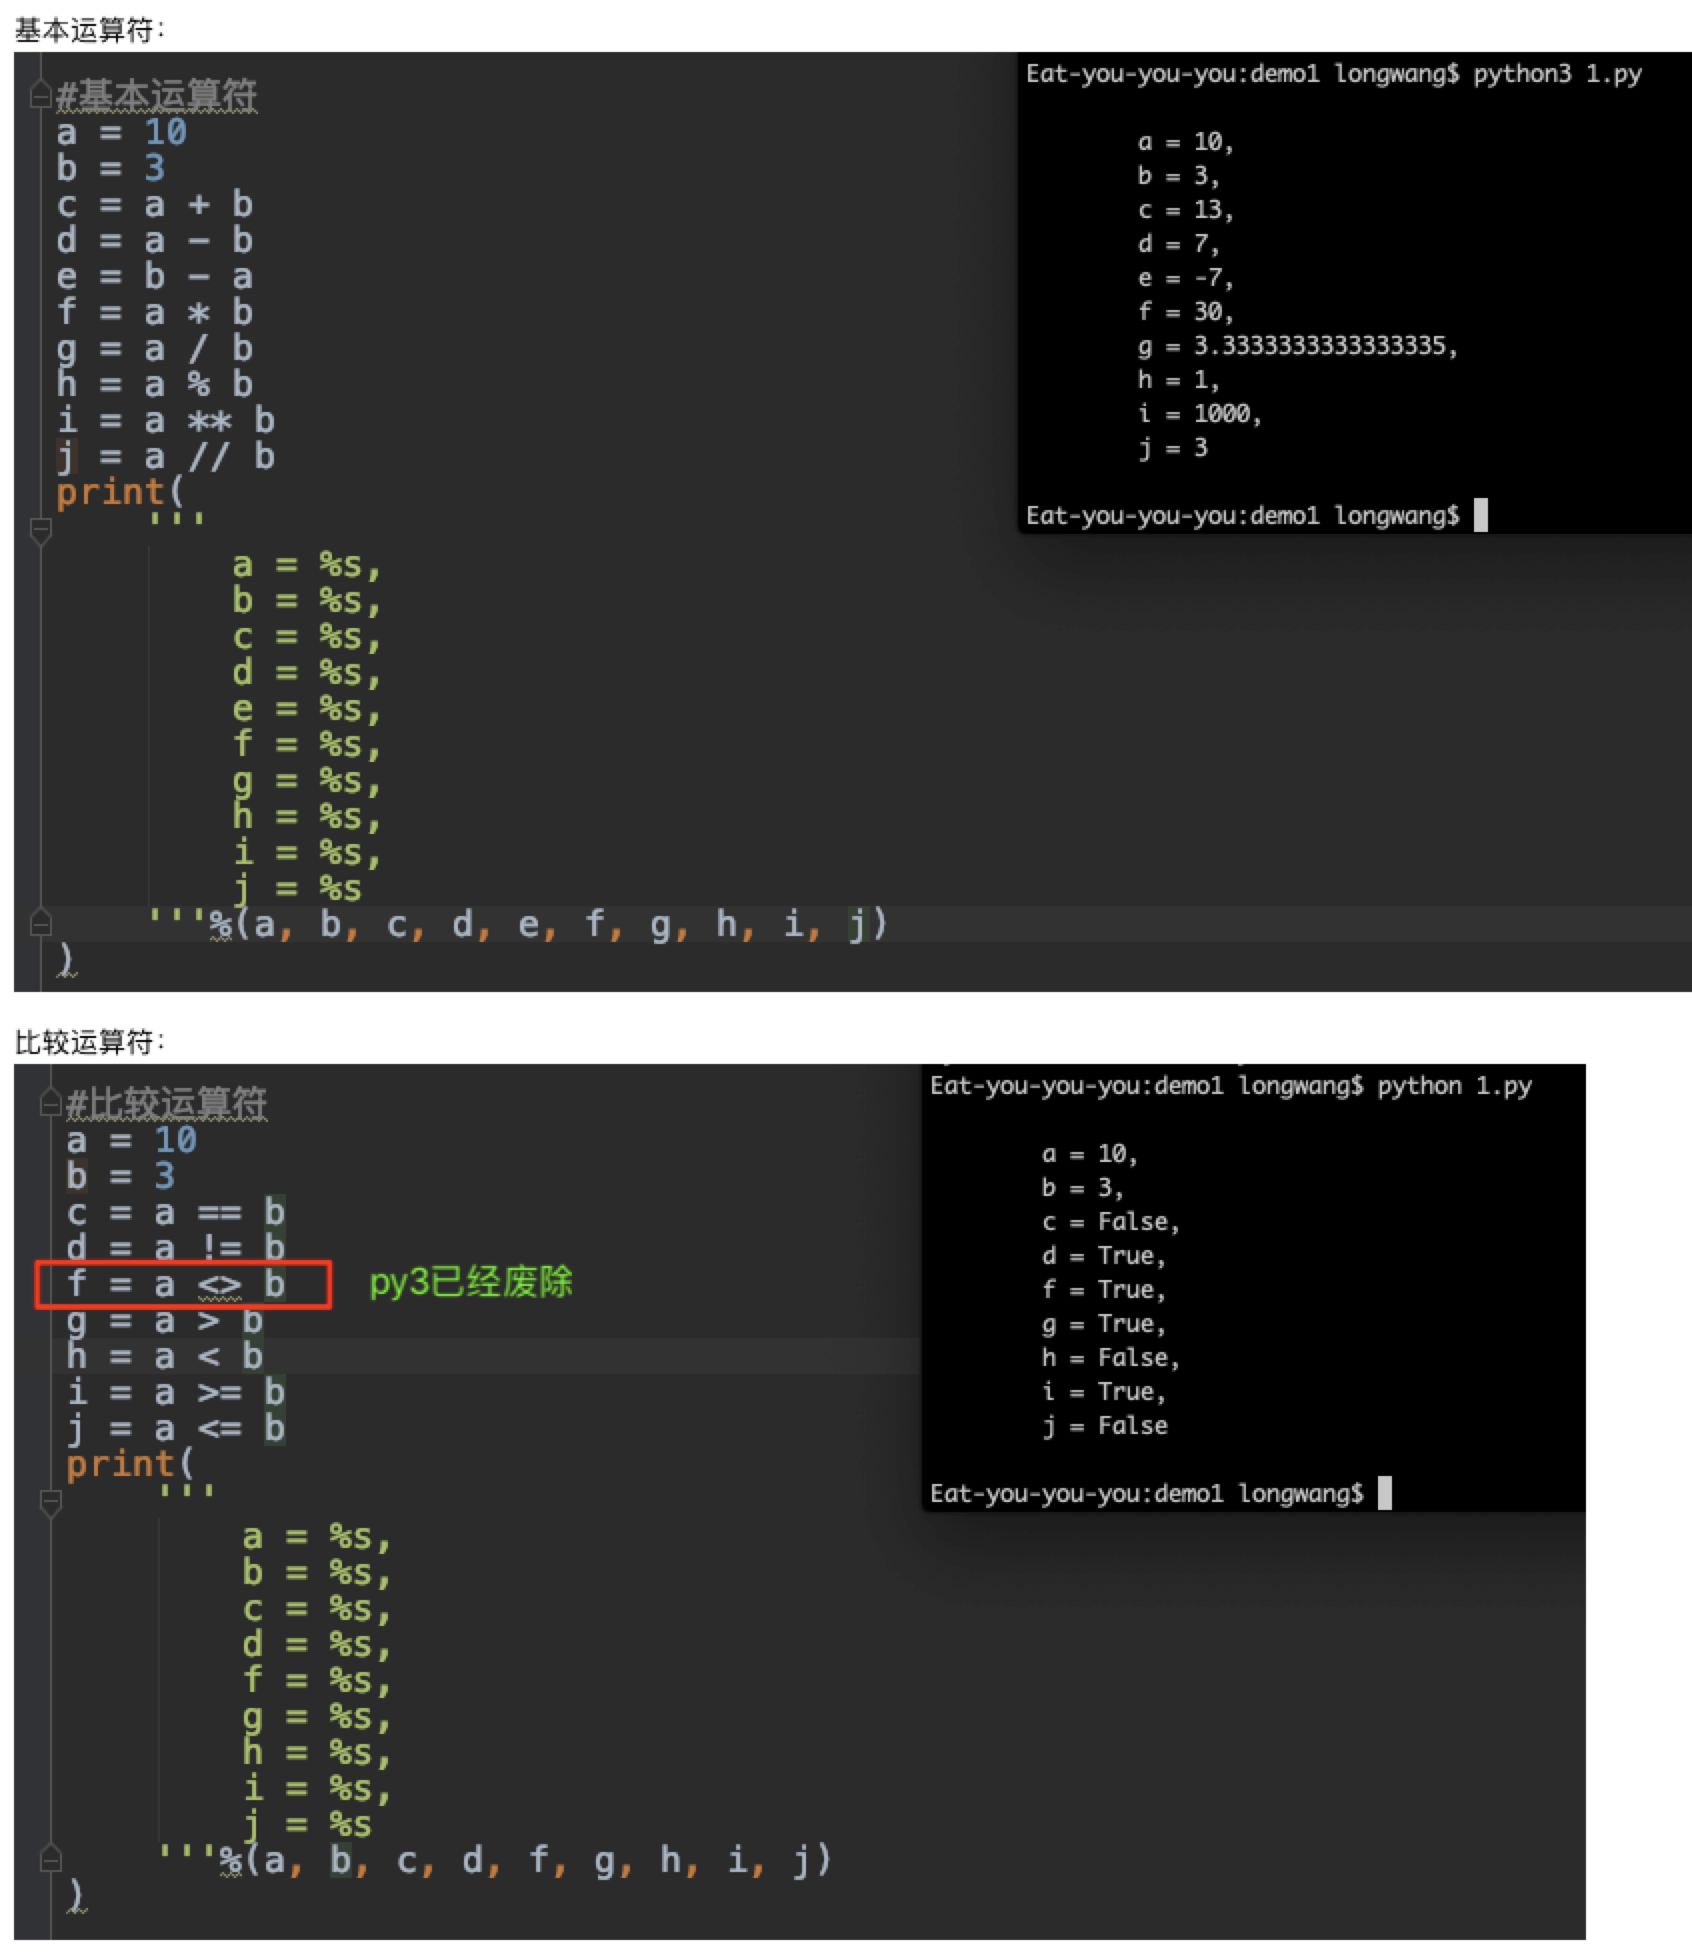 基本运算符：
#基本运算符
a = 10
b = 3
c = a + b
d = a - b
e = b - a
f = a * b
g = a / b
h = a % b
i = a ** b
j = a // b
print(
'''
a = %s,
b = %s,
c = %s,
d = %s,
e = %s,
f = %s,
g = %s,
h = %s,
i = %s,
j = %s
'''%(a, b, c, d, e, f, g, h, i, j)
)
Eat-you-you-you:demo1 longwang$ python3 1.py
a = 10,
b = 3,
c = 13,
d = 7,
e = -7,
f = 30,
g = 3.3333333333333335,
h = 1,
i = 1000,
j = 3
Eat-you-you-you:demo1 longwang$
比较运算符：
#比较运算符
a = 10
b = 3
c = a == b
d = a != b
f = a <> b py3已经废除
g = a > b
h = a < b
i = a >= b
j = a <= b
print(
'''
a = %s,
b = %s,
c = %s,
d = %s,
f = %s,
g = %s,
h = %s,
i = %s,
j = %s
'''%(a, b, c, d, f, g, h, i, j)
)
Eat-you-you-you:demo1 longwang$ python 1.py
a = 10,
b = 3,
c = False,
d = True,
f = True,
g = True,
h = False,
i = True,
j = False
Eat-you-you-you:demo1 longwang$